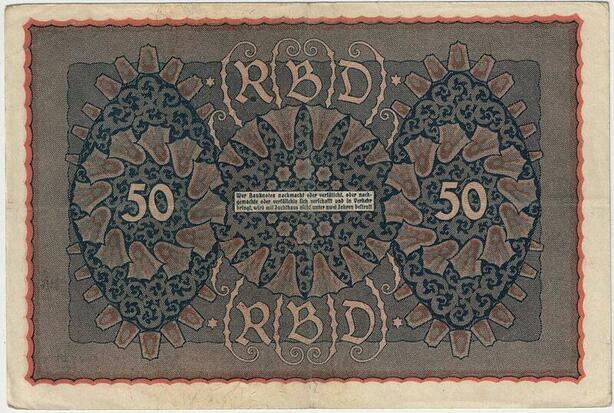 RBD
50
Wer Banknoten nachmacht oder verfälscht, oder nach-
gemachte oder verfälschte sich verschafft und in Verkehr
bringt, wird mit Zuchthaus nicht unter zwei Jahren bestraft
50
RBD